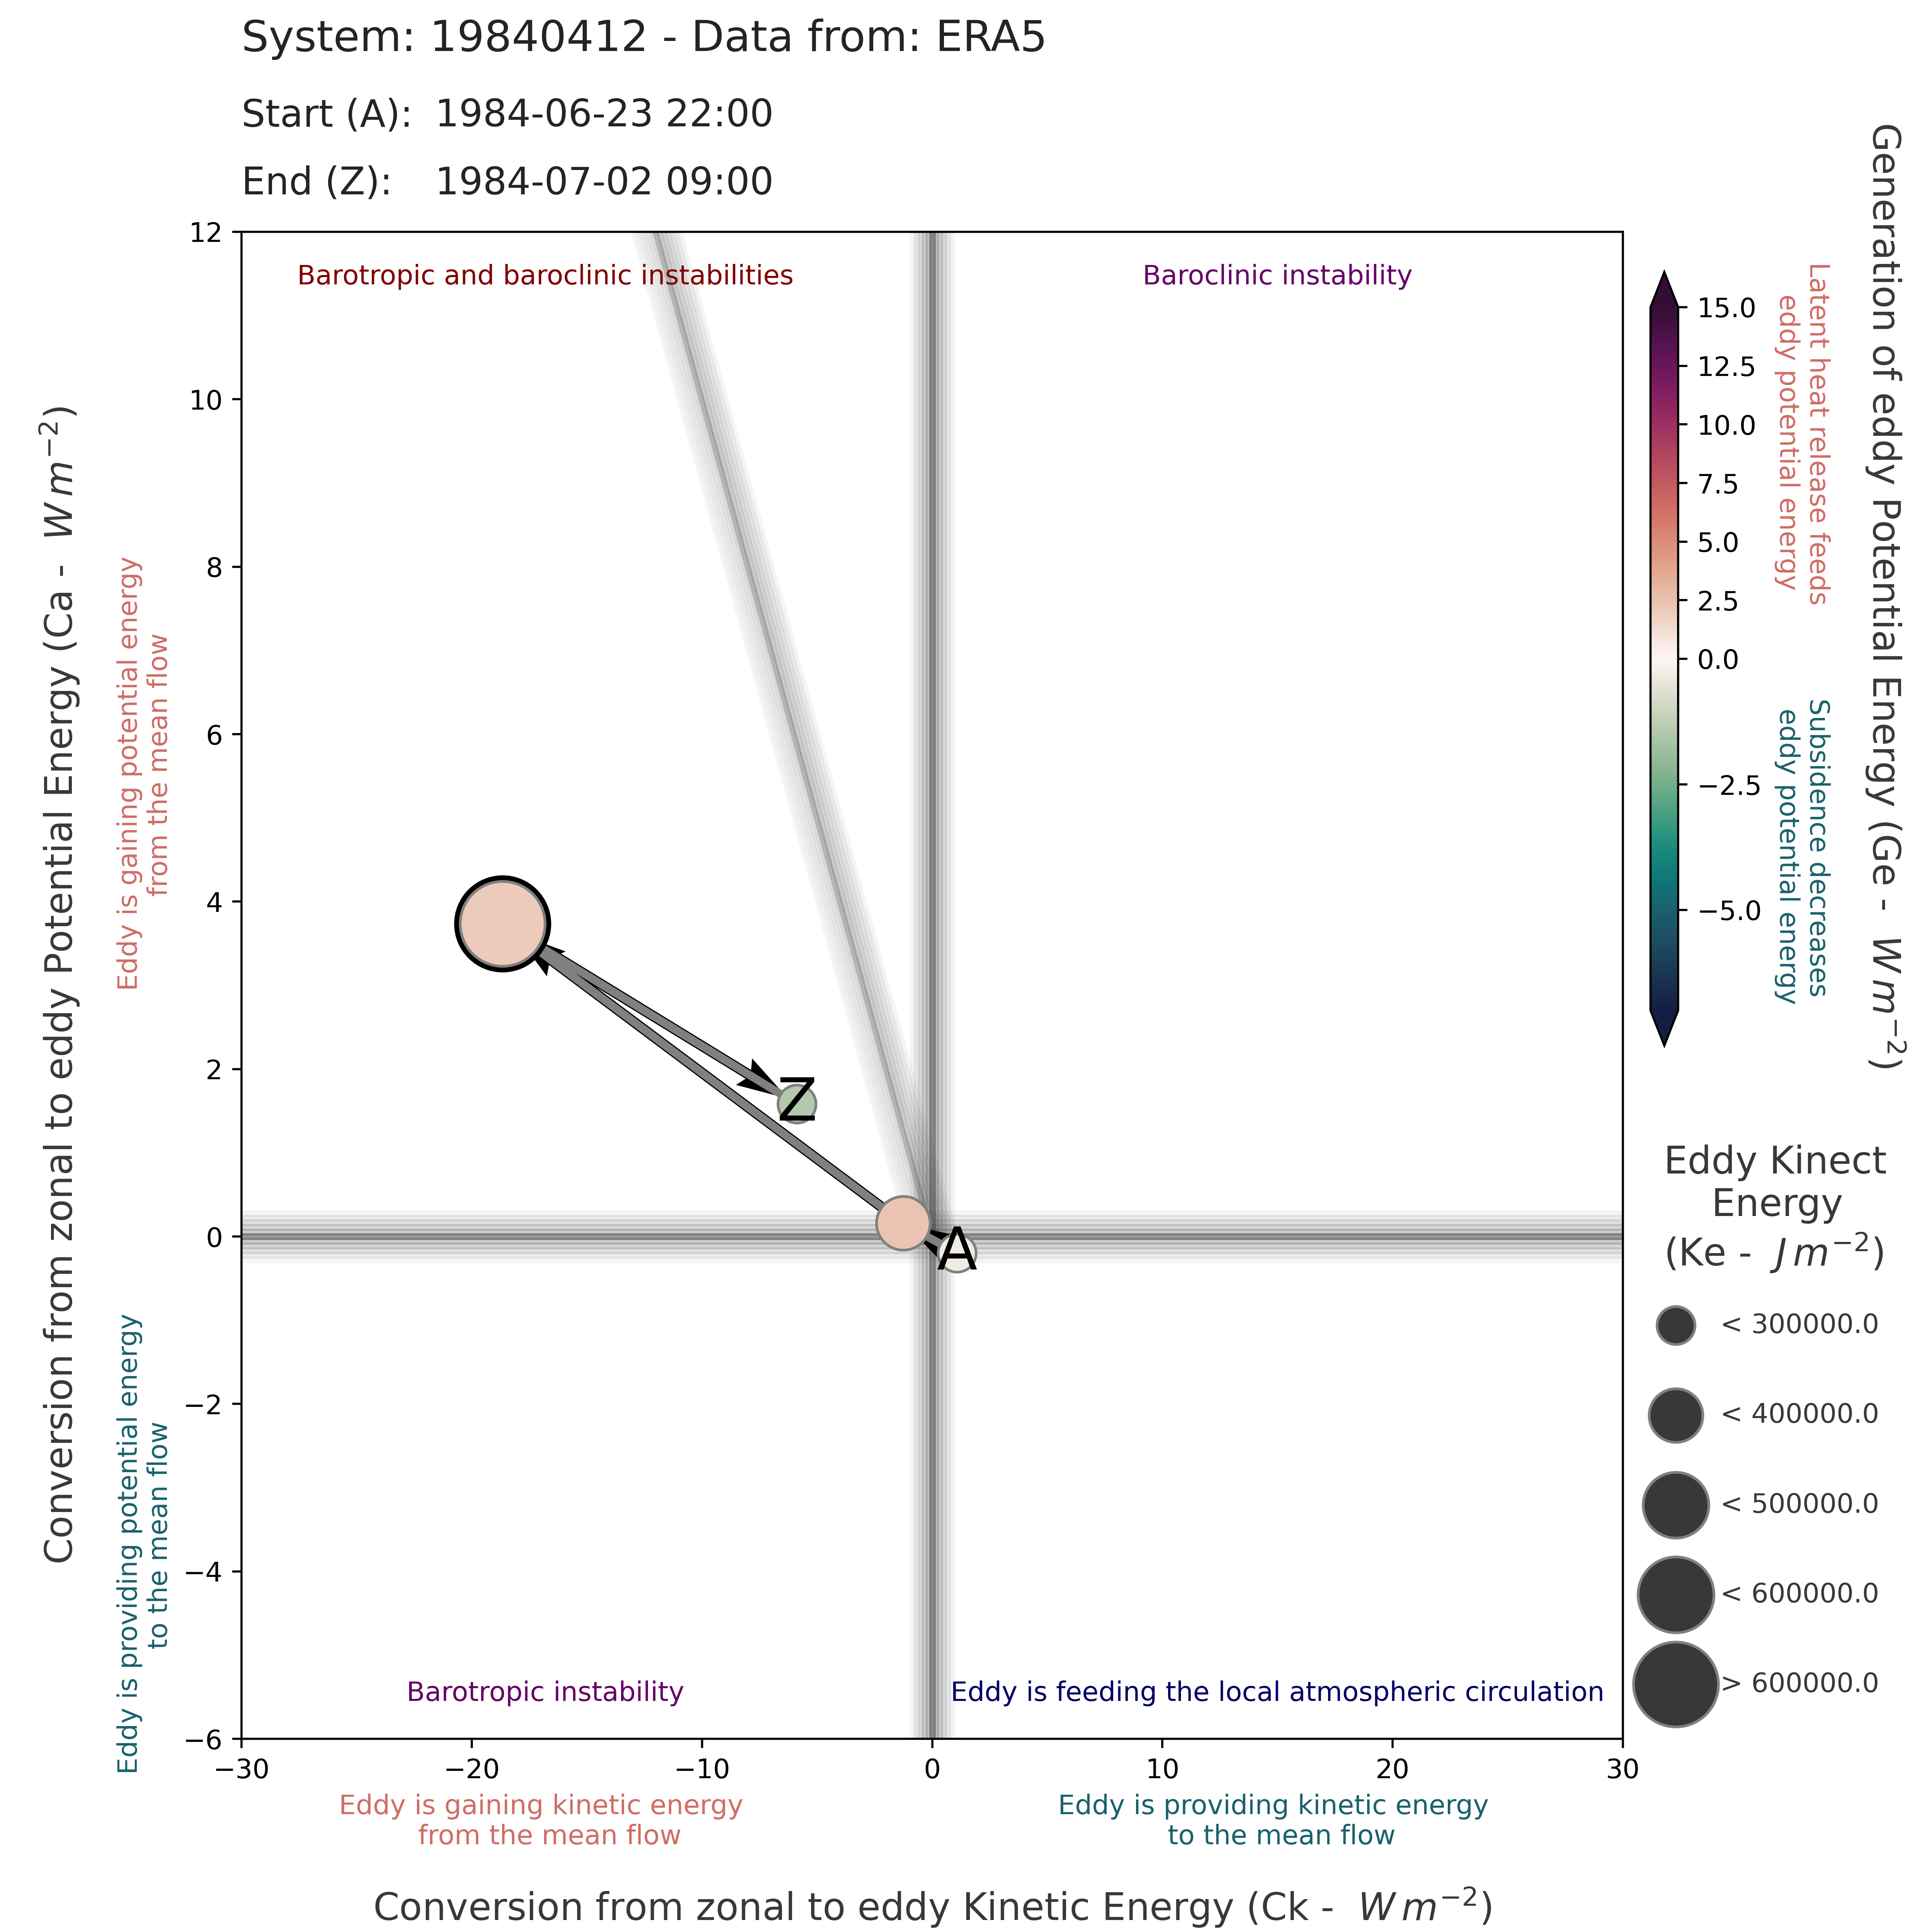 System: 19840412 - Data from: ERA5
Start (A): 1984-06-23 22:00
End (Z): 1984-07-02 09:00
Conversion from zonal to eddy Potential Energy (Ca - W m⁻²)
Eddy is gaining potential energy
from the mean flow
Eddy is providing potential energy
to the mean flow
12
10
8
6
4
2
0
−2
−4
−6
Barotropic and baroclinic instabilities
Baroclinic instability
Z
A
Barotropic instability
Eddy is feeding the local atmospheric circulation
−30
−20
−10
0
10
20
30
Eddy is gaining kinetic energy
from the mean flow
Eddy is providing kinetic energy
to the mean flow
Conversion from zonal to eddy Kinetic Energy (Ck - W m⁻²)
15.0
12.5
10.0
7.5
5.0
2.5
0.0
−2.5
−5.0
Latent heat release feeds
eddy potential energy
Subsidence decreases
eddy potential energy
Generation of eddy Potential Energy (Ge - W m⁻²)
Eddy Kinect
Energy
(Ke - J m⁻²)
< 300000.0
< 400000.0
< 500000.0
< 600000.0
> 600000.0